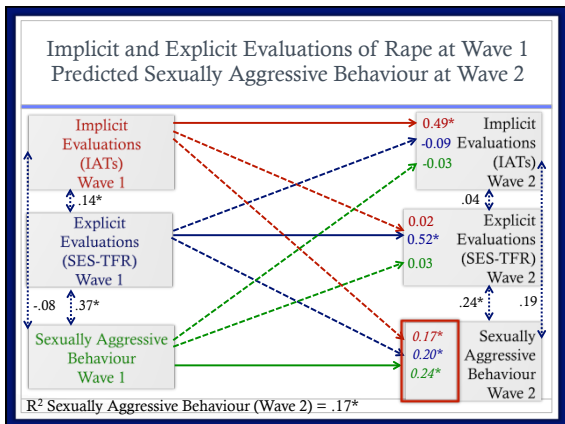 Implicit and Explicit Evaluations of Rape at Wave 1
Predicted Sexually Aggressive Behaviour at Wave 2
Implicit
Evaluations
(IATs)
Wave 1
0.49*
Implicit
-0.09
Evaluations
-0.03
(IATs)
Wave 2
.14*
.04
Explicit
Evaluations
(SES-TFR)
Wave 1
0.02
Explicit
0.52*
Evaluations
0.03
(SES-TFR)
Wave 2
-.08
.37*
.24*
.19
Sexually Aggressive
Behaviour
Wave 1
0.17*
Sexually
0.20*
Aggressive
0.24*
Behaviour
Wave 2
R² Sexually Aggressive Behaviour (Wave 2) = .17*